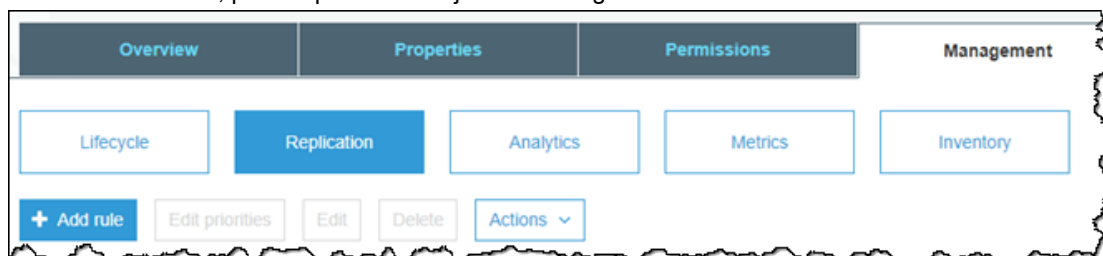 Overview Properties Permissions Management
Lifecycle Replication Analytics Metrics Inventory
+ Add rule Edit priorities Edit Delete Actions